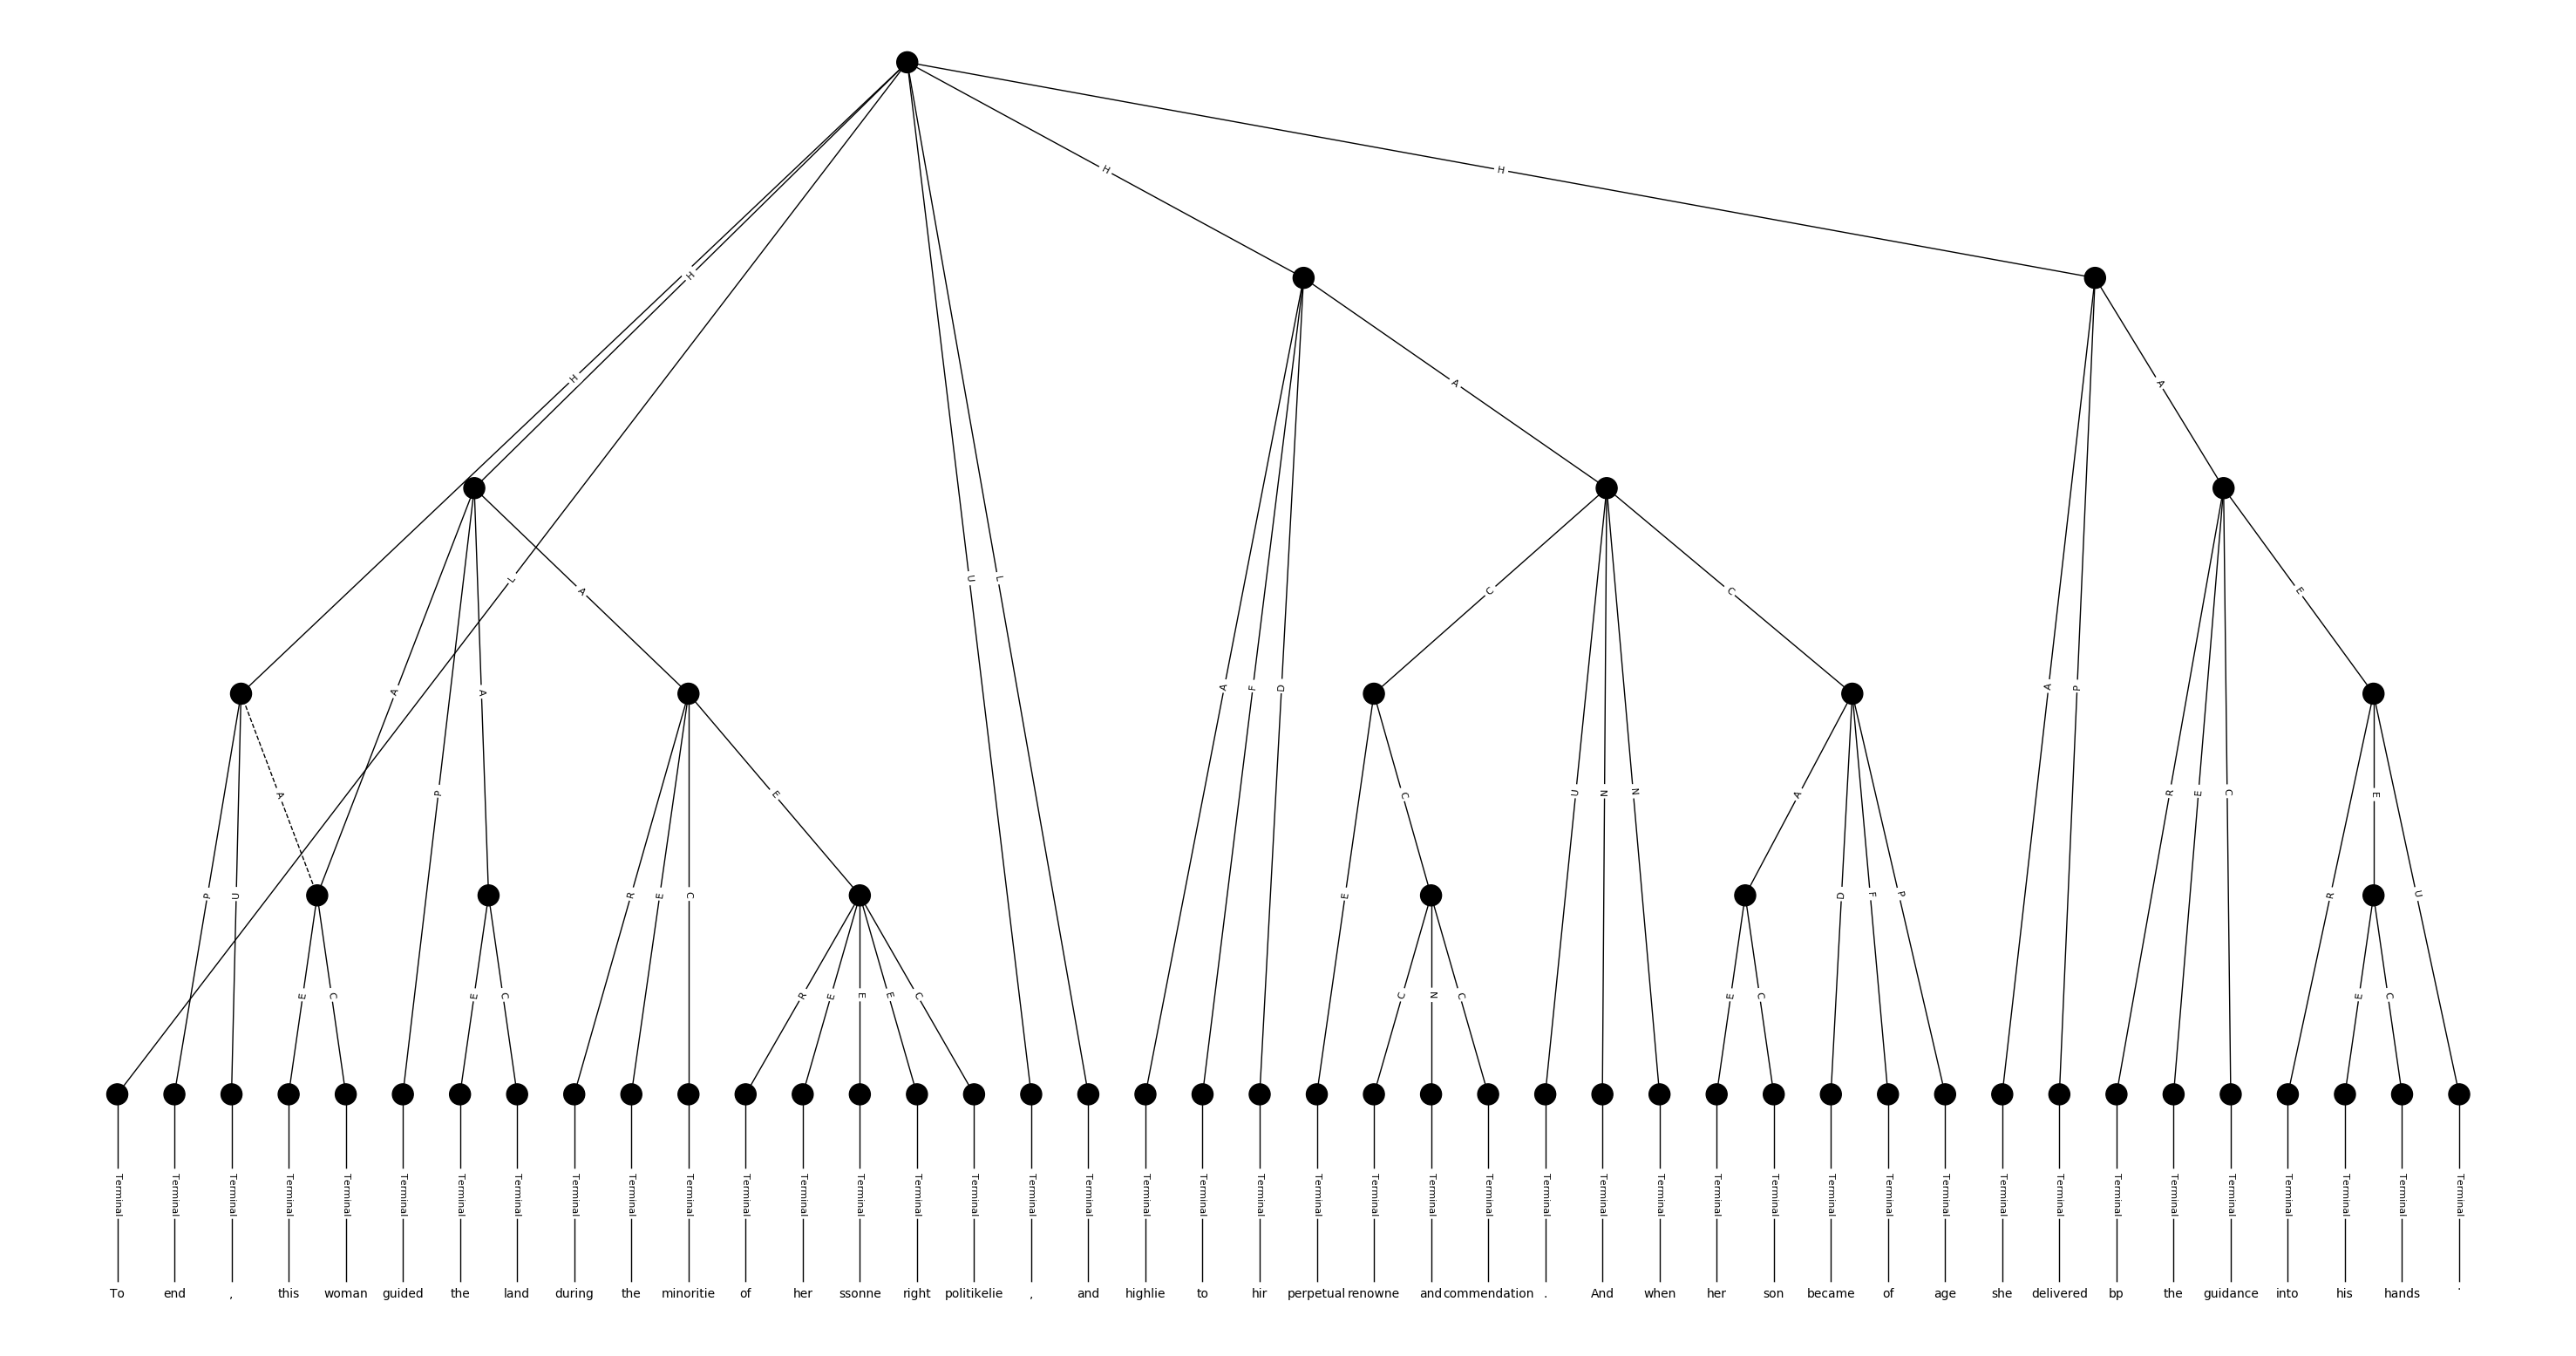 H H
H
H
A A
L U L
A C C E
A A A F D A P
P P E A U N N A R E C E
P U R E C E D F P R U
E C E C R E E E C C N C E C E C
Terminal Terminal Terminal Terminal Terminal Terminal Terminal Terminal Terminal Terminal Terminal Terminal Terminal Terminal Terminal Terminal Terminal Terminal Terminal Terminal Terminal Terminal Terminal Terminal Terminal Terminal Terminal Terminal Terminal Terminal Terminal Terminal Terminal Terminal Terminal Terminal Terminal Terminal Terminal Terminal Terminal Terminal
To end , this woman guided the land during the minoritie of her ssonne right politikelie , and highlie to hir perpetual renowne and commendation . And when her son became of age she delivered bp the guidance into his hands .